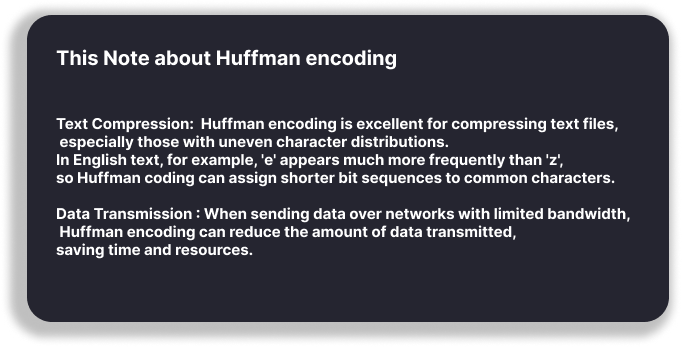 This Note about Huffman encoding
Text Compression:  Huffman encoding is excellent for compressing text files,
especially those with uneven character distributions.
In English text, for example, 'e' appears much more frequently than 'z',
so Huffman coding can assign shorter bit sequences to common characters.
Data Transmission : When sending data over networks with limited bandwidth,
Huffman encoding can reduce the amount of data transmitted,
saving time and resources.